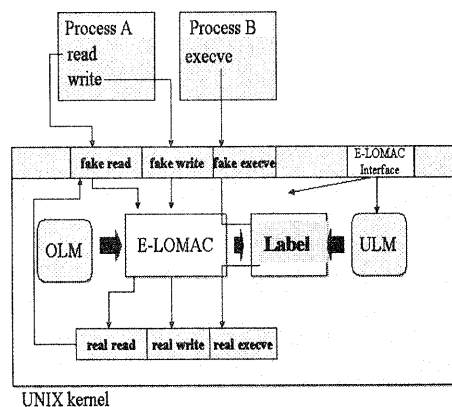 Process A
read
write
Process B
execve
fake read
fake write
fake execve
E-LOMAC
Interface
OLM
E-LOMAC
Label
ULM
real read
real write
real execve
UNIX kernel